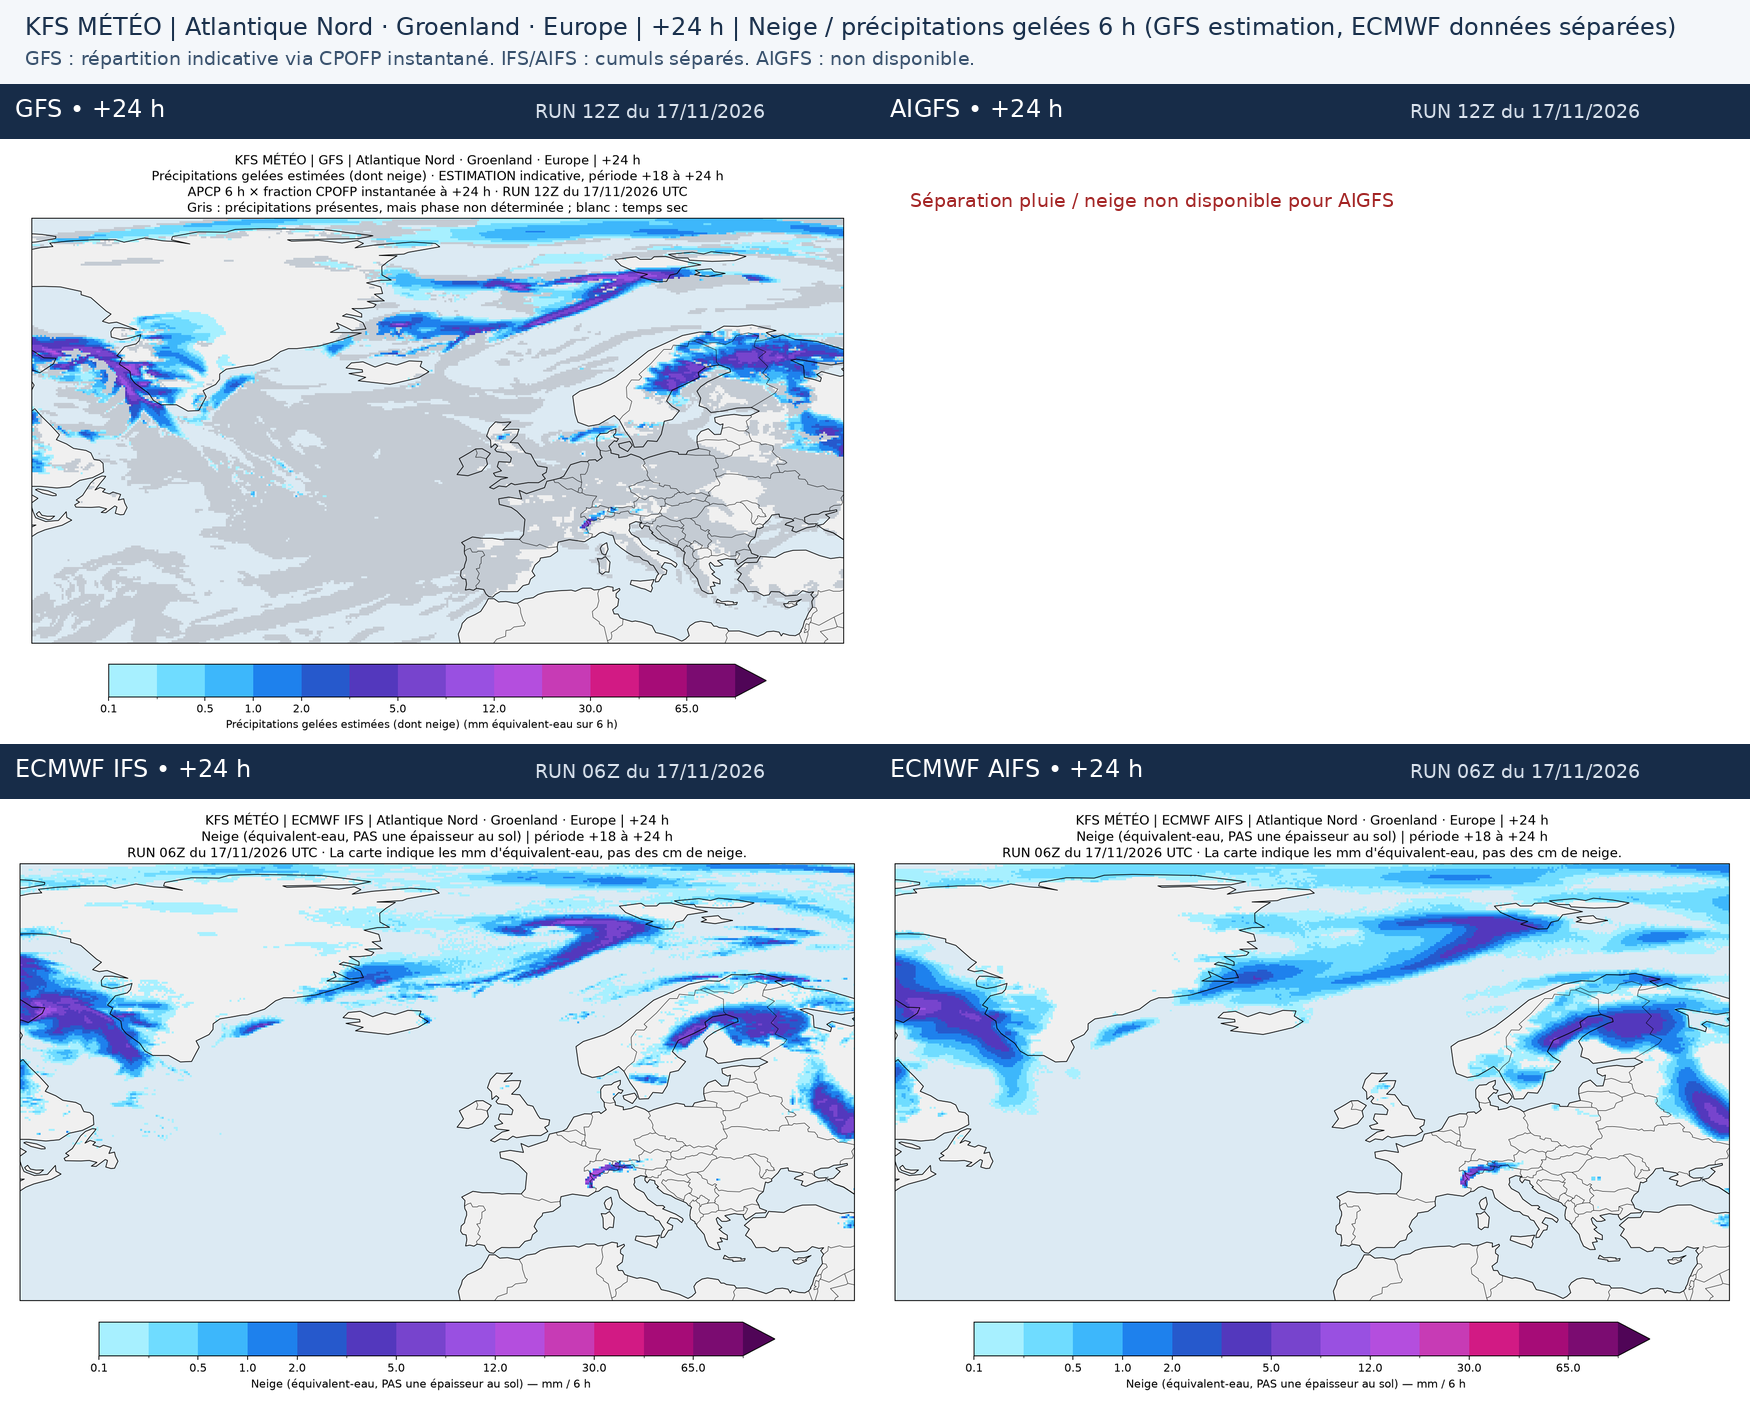 KFS MÉTÉO | Atlantique Nord · Groenland · Europe | +24 h | Neige / précipitations gelées 6 h (GFS estimation, ECMWF données séparées)
GFS : répartition indicative via CPOFP instantané. IFS/AIFS : cumuls séparés. AIGFS : non disponible.
GFS • +24 h
RUN 12Z du 17/11/2026
AIGFS • +24 h
RUN 12Z du 17/11/2026
KFS MÉTÉO | GFS | Atlantique Nord · Groenland · Europe | +24 h
Précipitations gelées estimées (dont neige) · ESTIMATION indicative, période +18 à +24 h
APCP 6 h × fraction CPOFP instantanée à +24 h · RUN 12Z du 17/11/2026 UTC
Gris : précipitations présentes, mais phase non déterminée ; blanc : temps sec
Séparation pluie / neige non disponible pour AIGFS
0.1 0.5 1.0 2.0 5.0 12.0 30.0 65.0
Précipitations gelées estimées (dont neige) (mm équivalent-eau sur 6 h)
ECMWF IFS • +24 h
RUN 06Z du 17/11/2026
ECMWF AIFS • +24 h
RUN 06Z du 17/11/2026
KFS MÉTÉO | ECMWF IFS | Atlantique Nord · Groenland · Europe | +24 h
Neige (équivalent-eau, PAS une épaisseur au sol) | période +18 à +24 h
RUN 06Z du 17/11/2026 UTC · La carte indique les mm d'équivalent-eau, pas des cm de neige.
KFS MÉTÉO | ECMWF AIFS | Atlantique Nord · Groenland · Europe | +24 h
Neige (équivalent-eau, PAS une épaisseur au sol) | période +18 à +24 h
RUN 06Z du 17/11/2026 UTC · La carte indique les mm d'équivalent-eau, pas des cm de neige.
0.1 0.5 1.0 2.0 5.0 12.0 30.0 65.0
Neige (équivalent-eau, PAS une épaisseur au sol) — mm / 6 h
0.1 0.5 1.0 2.0 5.0 12.0 30.0 65.0
Neige (équivalent-eau, PAS une épaisseur au sol) — mm / 6 h